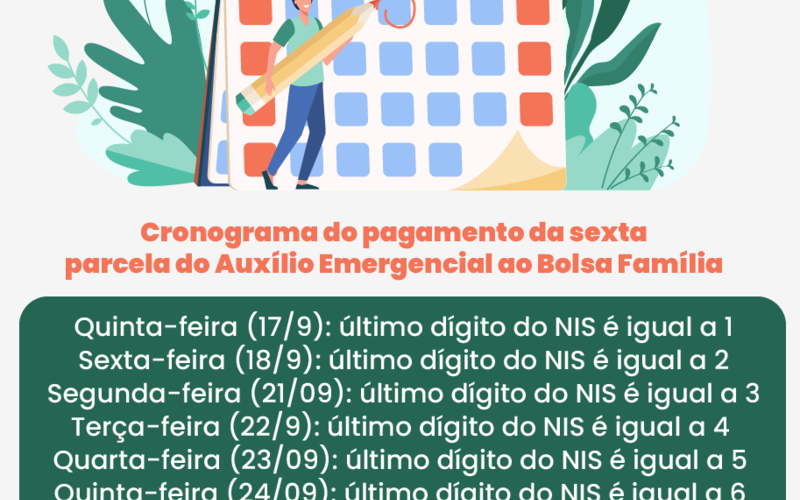 Cronograma do pagamento da sexta
parcela do Auxílio Emergencial ao Bolsa Família
Quinta-feira (17/9): último dígito do NIS é igual a 1
Sexta-feira (18/9): último dígito do NIS é igual a 2
Segunda-feira (21/09): último dígito do NIS é igual a 3
Terça-feira (22/9): último dígito do NIS é igual a 4
Quarta-feira (23/09): último dígito do NIS é igual a 5
Quinta-feira (24/09): último dígito do NIS é igual a 6